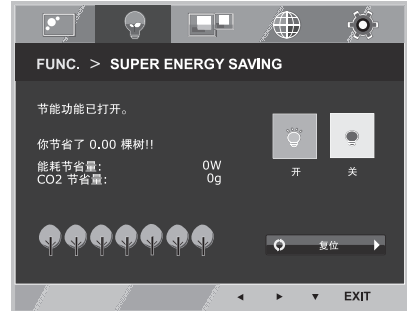 FUNC. > SUPER ENERGY SAVING
节能功能已打开。
你节省了 0.00 棵树!!
能耗节省量: 0W
CO2 节省量: 0g
开 关
复位
EXIT